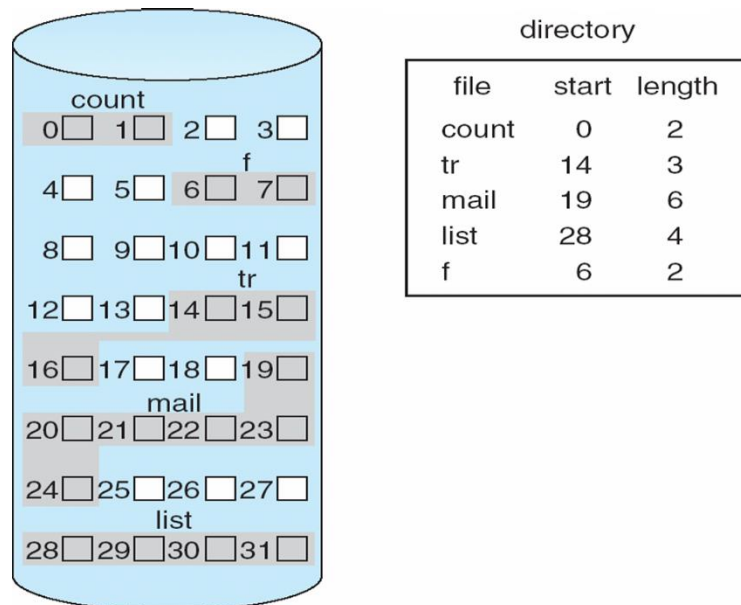 count
0 1 2 3
f
4 5 6 7
8 9 10 11
tr
12 13 14 15
16 17 18 19
mail
20 21 22 23
24 25 26 27
list
28 29 30 31
directory
file start length
count 0 2
tr 14 3
mail 19 6
list 28 4
f 6 2